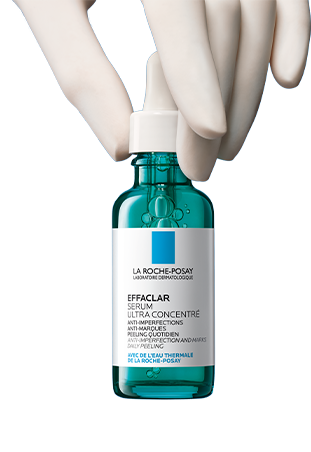 LA ROCHE-POSAY
LABORATOIRE DERMATOLOGIQUE
EFFACLAR
SERUM
ULTRA CONCENTRÉ
ANTI-IMPERFECTIONS
ANTI-MARQUES
PEELING QUOTIDIEN
ANTI-IMPERFECTION AND MARKS
DAILY PEELING
AVEC DE L'EAU THERMALE
DE LA ROCHE-POSAY